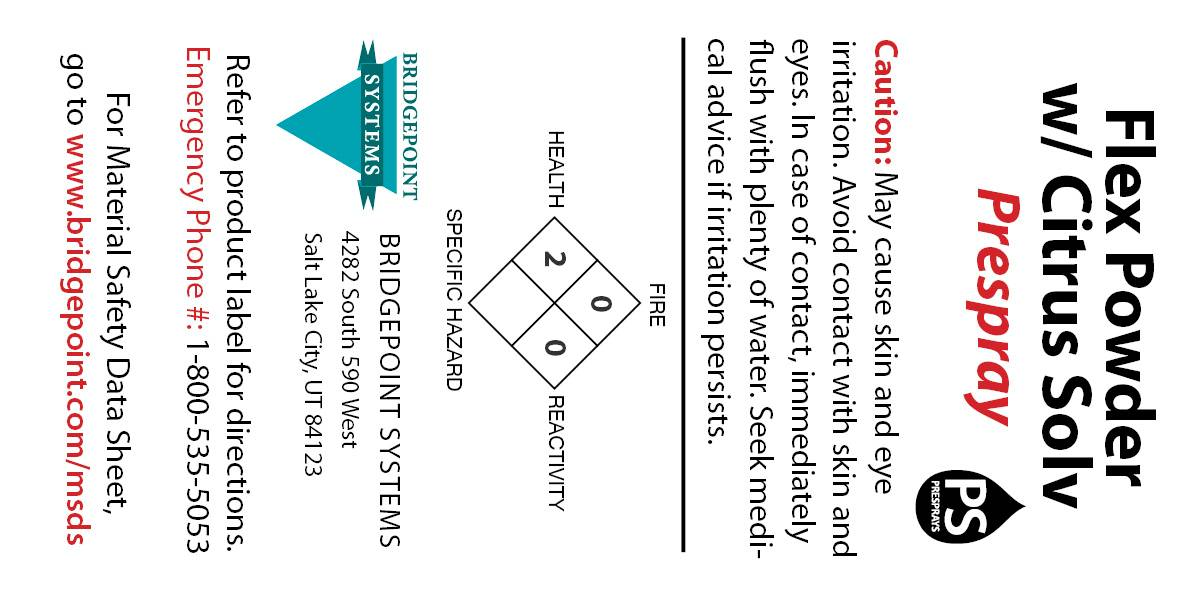 Flex Powder
w/ Citrus Solv
Prespray
PS
PRESPRAYS
Caution: May cause skin and eye
irritation. Avoid contact with skin and
eyes. In case of contact, immediately
flush with plenty of water. Seek medi-
cal advice if irritation persists.
FIRE
0
HEALTH
2
0
REACTIVITY
SPECIFIC HAZARD
BRIDGEPOINT
SYSTEMS
BRIDGEPOINT SYSTEMS
4282 South 590 West
Salt Lake City, UT 84123
Refer to product label for directions.
Emergency Phone #: 1-800-535-5053
For Material Safety Data Sheet,
go to www.bridgepoint.com/msds